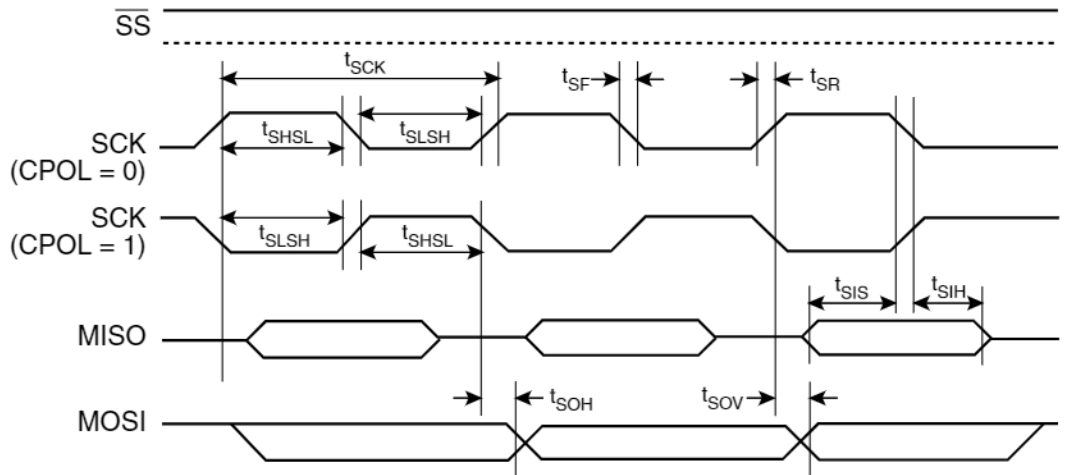 SS
tSCK
tSF
tSR
SCK
(CPOL = 0)
tSHSL
tSLSH
SCK
(CPOL = 1)
tSLSH
tSHSL
tSIS
tSIH
MISO
tSOH
tSOV
MOSI